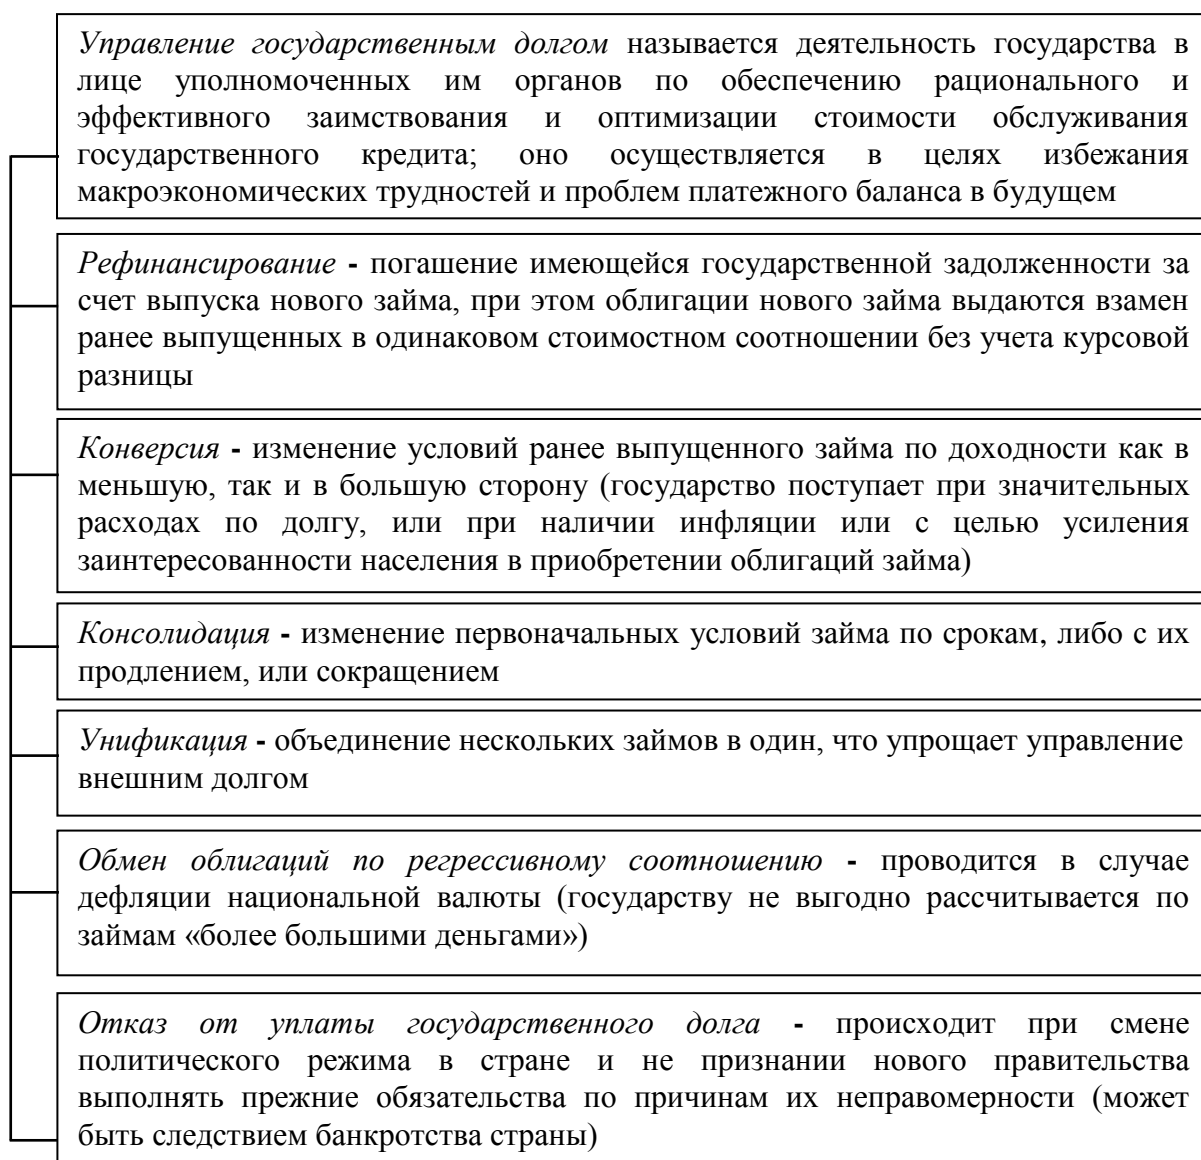 Управление государственным долгом называется деятельность государства в
лице уполномоченных им органов по обеспечению рационального и
эффективного заимствования и оптимизации стоимости обслуживания
государственного кредита; оно осуществляется в целях избежания
макроэкономических трудностей и проблем платежного баланса в будущем
Рефинансирование - погашение имеющейся государственной задолженности за
счет выпуска нового займа, при этом облигации нового займа выдаются взамен
ранее выпущенных в одинаковом стоимостном соотношении без учета курсовой
разницы
Конверсия - изменение условий ранее выпущенного займа по доходности как в
меньшую, так и в большую сторону (государство поступает при значительных
расходах по долгу, или при наличии инфляции или с целью усиления
заинтересованности населения в приобретении облигаций займа)
Консолидация - изменение первоначальных условий займа по срокам, либо с их
продлением, или сокращением
Унификация - объединение нескольких займов в один, что упрощает управление
внешним долгом
Обмен облигаций по регрессивному соотношению - проводится в случае
дефляции национальной валюты (государству не выгодно рассчитывается по
займам «более большими деньгами»)
Отказ от уплаты государственного долга - происходит при смене
политического режима в стране и не признании нового правительства
выполнять прежние обязательства по причинам их неправомерности (может
быть следствием банкротства страны)